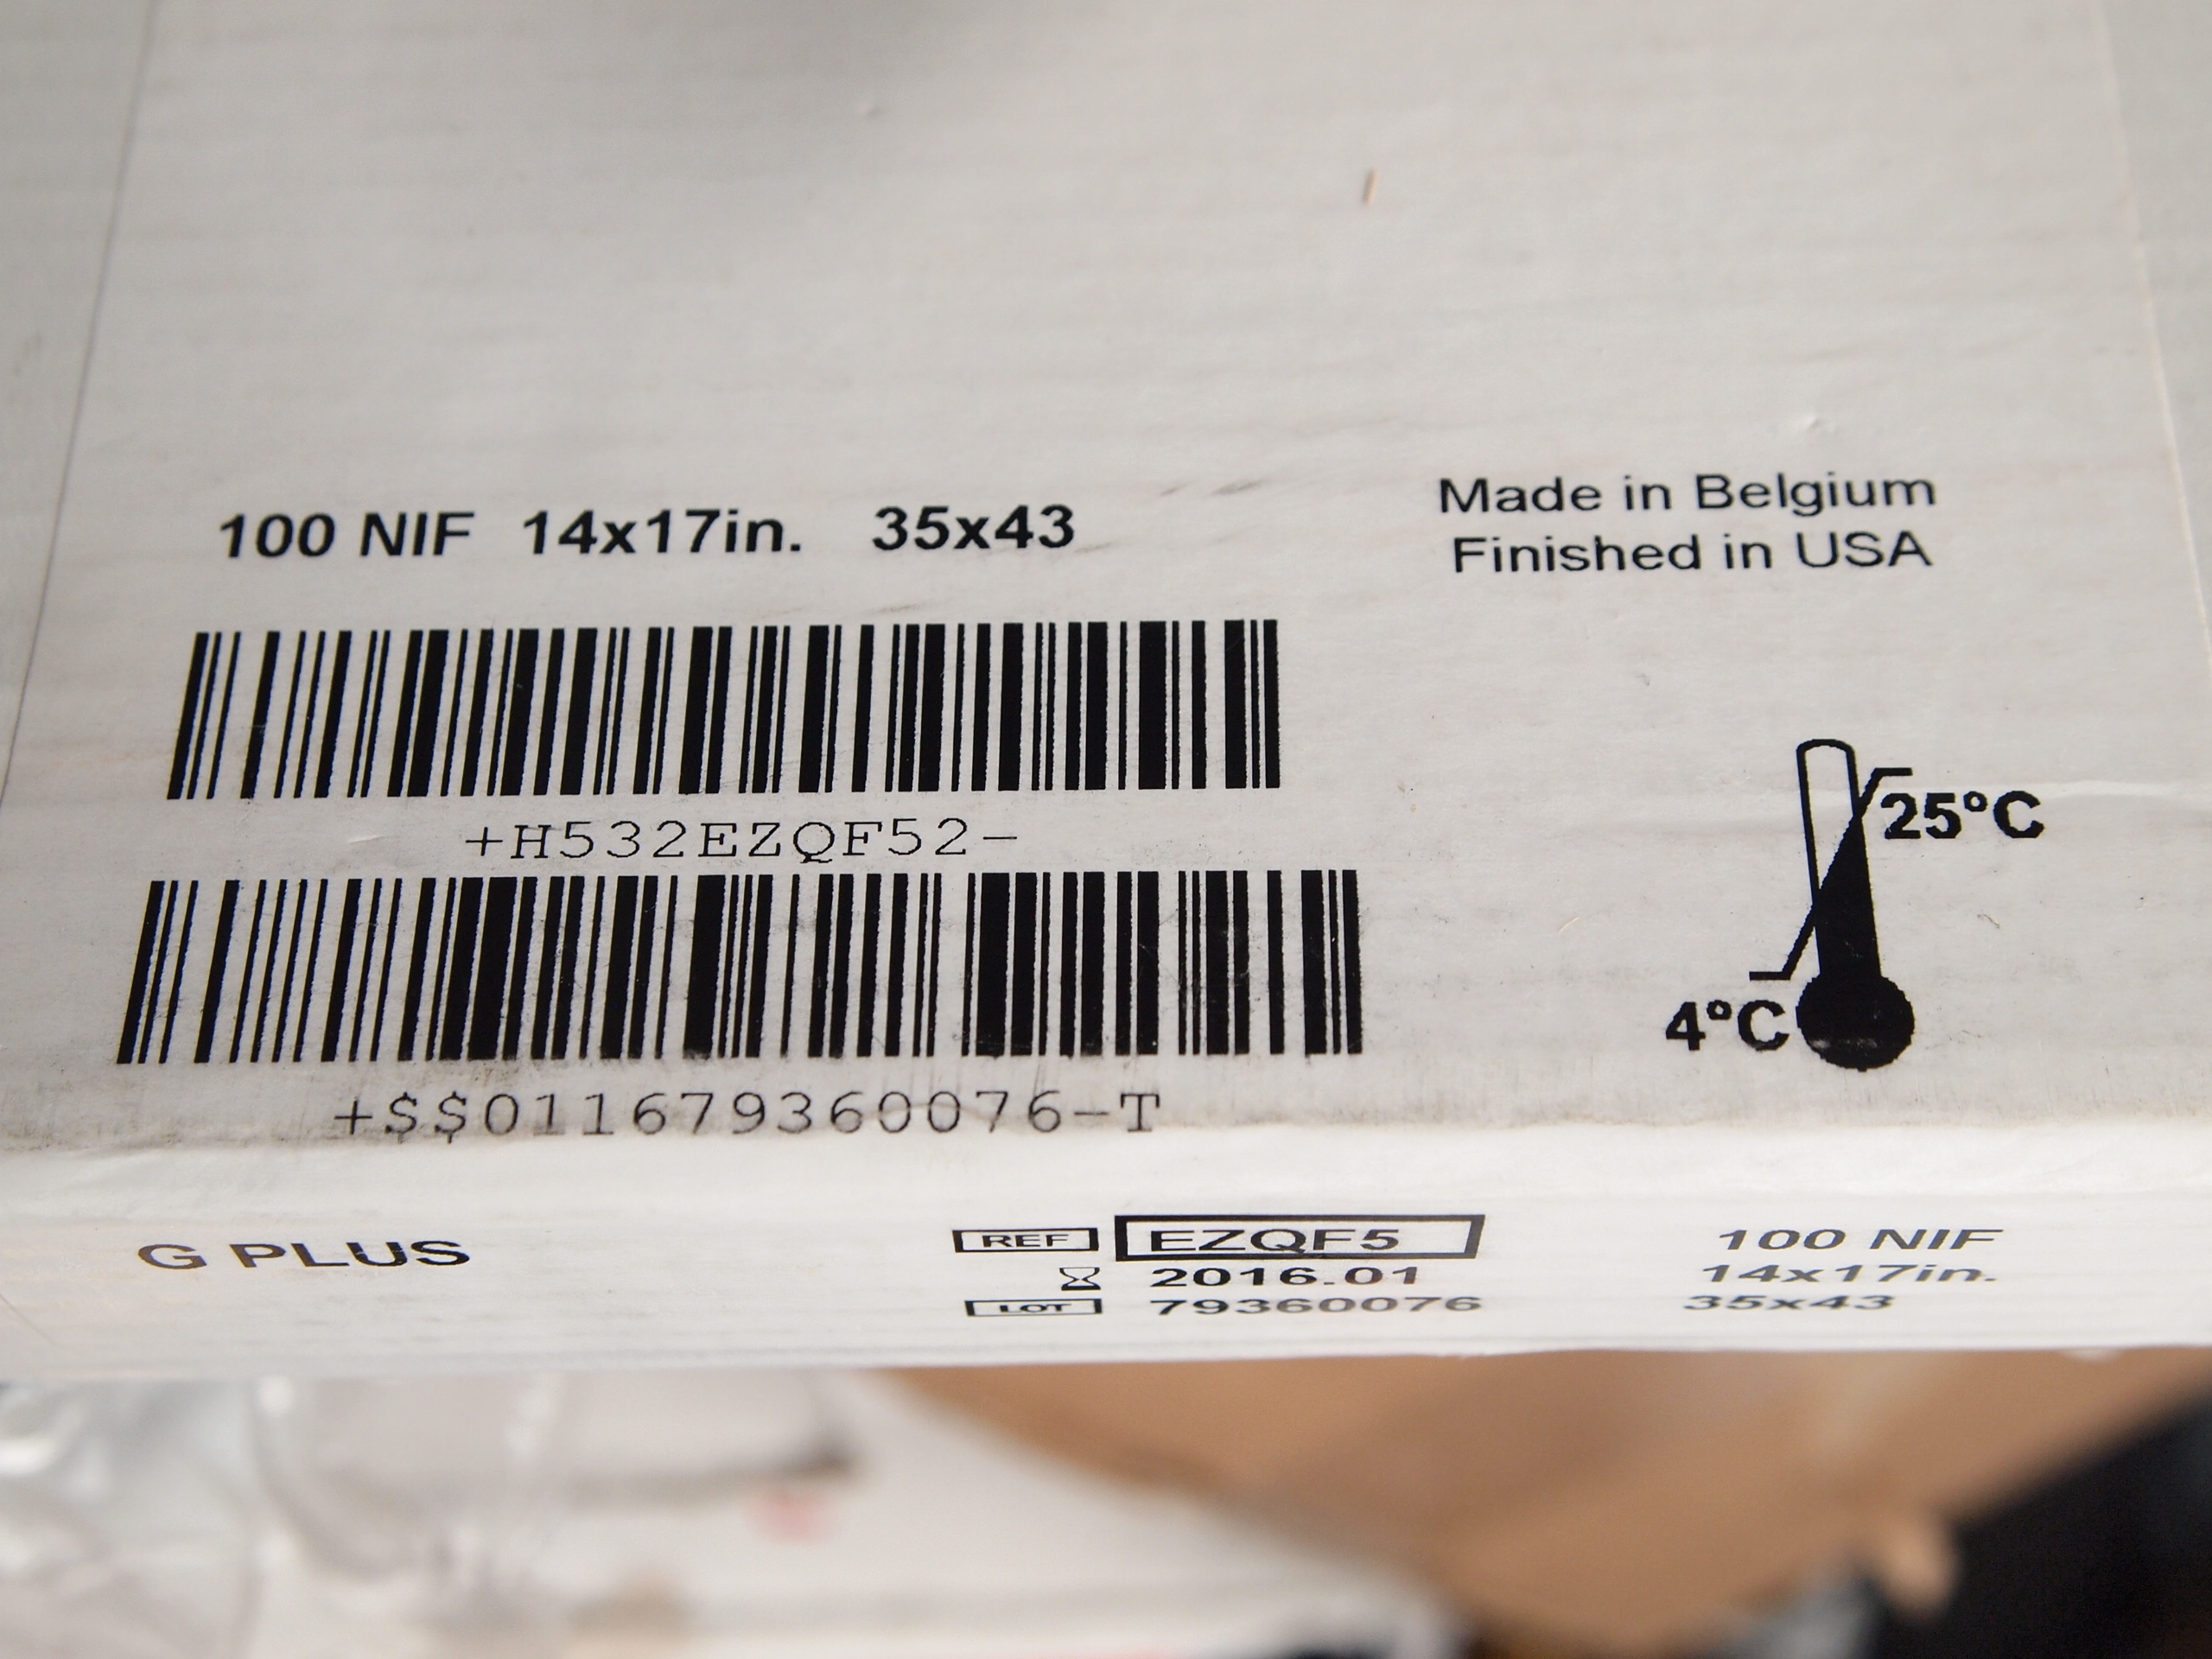 100 NIF 14x17in. 35x43
Made in Belgium
Finished in USA
+H532EZQF52-
25°C
4°C
+$$011679360076-T
G PLUS
REF EZQF5
2016.01
LOT 79360076
100 NIF
14x17in.
35x43